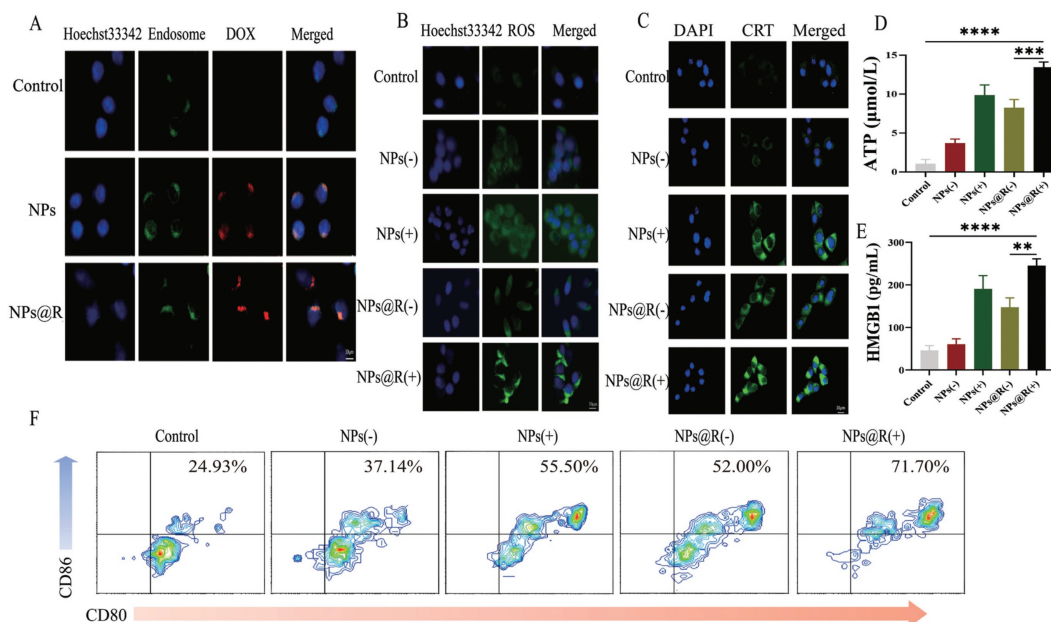 A
Hoechst33342 Endosome DOX Merged
Control
NPs
NPs@R
B
Hoechst33342 ROS Merged
Control
NPs(-)
NPs(+)
NPs@R(-)
NPs@R(+)
C
DAPI CRT Merged
Control
NPs(-)
NPs(+)
NPs@R(-)
NPs@R(+)
D
ATP (μmol/L)
15
10
5
0
****
***
Control NPs(-) NPs(+) NPs@R(-) NPs@R(+)
E
HMGB1 (pg/mL)
300
200
100
0
****
**
Control NPs(-) NPs(+) NPs@R(-) NPs@R(+)
F
Control NPs(-) NPs(+) NPs@R(-) NPs@R(+)
24.93% 37.14% 55.50% 52.00% 71.70%
CD86
CD80